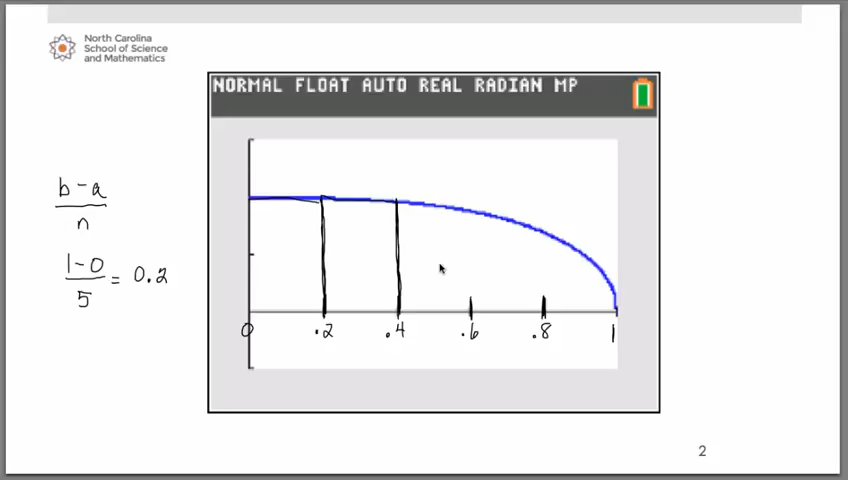 North Carolina
School of Science
and Mathematics
NORMAL FLOAT AUTO REAL RADIAN MP
b-a
n
1-0
5
= 0.2
0 .2 .4 .6 .8 1
2